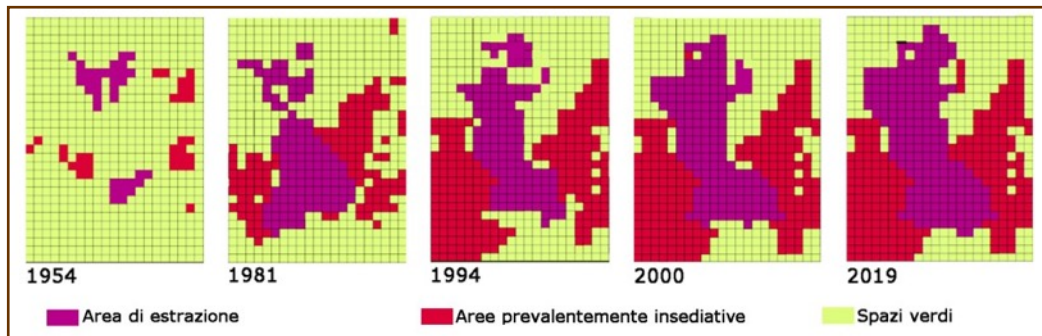 1954
1981
1994
2000
2019
Area di estrazione
Aree prevalentemente insediative
Spazi verdi